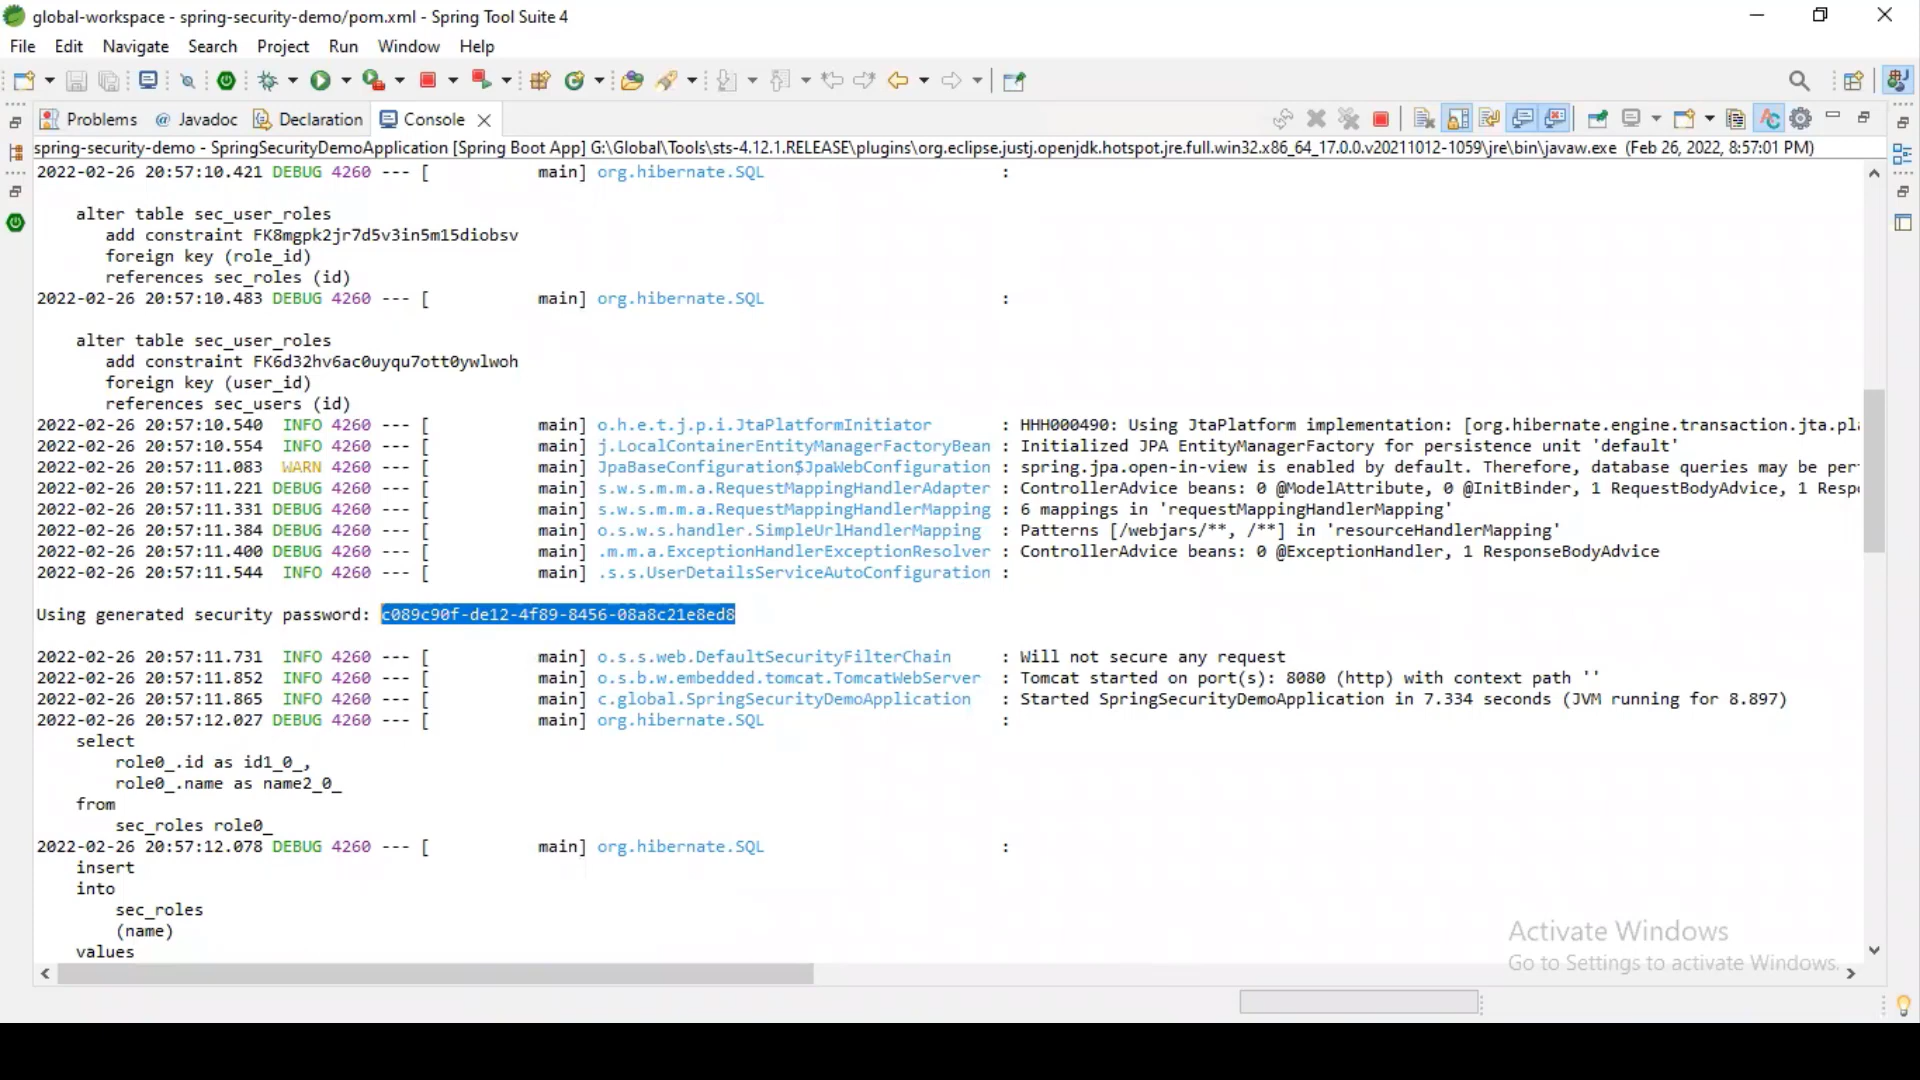 global-workspace - spring-security-demo/pom.xml - Spring Tool Suite 4
File Edit Navigate Search Project Run Window Help
Problems @ Javadoc Declaration Console
spring-security-demo - SpringSecurityDemoApplication [Spring Boot App] G:\Global\Tools\sts-4.12.1.RELEASE\plugins\org.eclipse.justj.openjdk.hotspot.jre.full.win32.x86_64_17.0.0.v20211012-1059\jre\bin\javaw.exe (Feb 26, 2022, 8:57:01 PM)
2022-02-26 20:57:10.421 DEBUG 4260 --- [ main] org.hibernate.SQL :
alter table sec_user_roles
add constraint FK8mgpk2jr7d5v3in5m15diobsv
foreign key (role_id)
references sec_roles (id)
2022-02-26 20:57:10.483 DEBUG 4260 --- [ main] org.hibernate.SQL :
alter table sec_user_roles
add constraint FK6d32hv6ac0uyqu7ott0ywlwoh
foreign key (user_id)
references sec_users (id)
2022-02-26 20:57:10.540 INFO 4260 --- [ main] o.h.e.t.j.p.i.JtaPlatformInitiator : HHH000490: Using JtaPlatform implementation: [org.hibernate.engine.transaction.jta.pl
2022-02-26 20:57:10.554 INFO 4260 --- [ main] j.LocalContainerEntityManagerFactoryBean : Initialized JPA EntityManagerFactory for persistence unit 'default'
2022-02-26 20:57:11.083 WARN 4260 --- [ main] JpaBaseConfiguration$JpaWebConfiguration : spring.jpa.open-in-view is enabled by default. Therefore, database queries may be per
2022-02-26 20:57:11.221 DEBUG 4260 --- [ main] s.w.s.m.m.a.RequestMappingHandlerAdapter : ControllerAdvice beans: 0 @ModelAttribute, 0 @InitBinder, 1 RequestBodyAdvice, 1 Resp
2022-02-26 20:57:11.331 DEBUG 4260 --- [ main] s.w.s.m.m.a.RequestMappingHandlerMapping : 6 mappings in 'requestMappingHandlerMapping'
2022-02-26 20:57:11.384 DEBUG 4260 --- [ main] o.s.w.s.handler.SimpleUrlHandlerMapping : Patterns [/webjars/**, /**] in 'resourceHandlerMapping'
2022-02-26 20:57:11.400 DEBUG 4260 --- [ main] .m.m.a.ExceptionHandlerExceptionResolver : ControllerAdvice beans: 0 @ExceptionHandler, 1 ResponseBodyAdvice
2022-02-26 20:57:11.544 INFO 4260 --- [ main] .s.s.UserDetailsServiceAutoConfiguration :
Using generated security password: c089c90f-de12-4f89-8456-08a8c21e8ed8
2022-02-26 20:57:11.731 INFO 4260 --- [ main] o.s.s.web.DefaultSecurityFilterChain : Will not secure any request
2022-02-26 20:57:11.852 INFO 4260 --- [ main] o.s.b.w.embedded.tomcat.TomcatWebServer : Tomcat started on port(s): 8080 (http) with context path ''
2022-02-26 20:57:11.865 INFO 4260 --- [ main] c.global.SpringSecurityDemoApplication : Started SpringSecurityDemoApplication in 7.334 seconds (JVM running for 8.897)
2022-02-26 20:57:12.027 DEBUG 4260 --- [ main] org.hibernate.SQL :
select
role0_.id as id1_0_,
role0_.name as name2_0_
from
sec_roles role0_
2022-02-26 20:57:12.078 DEBUG 4260 --- [ main] org.hibernate.SQL :
insert
into
sec_roles
(name)
values
Activate Windows
Go to Settings to activate Windows.